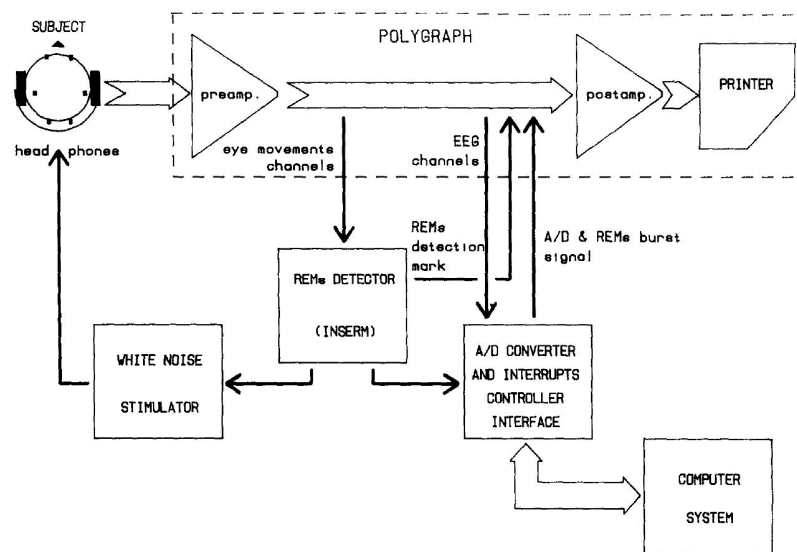 SUBJECT
POLYGRAPH
preamp.
postamp.
PRINTER
head phones
eye movements
channels
EEG
channels
REMs
detection
mark
A/D & REMs burst
signal
REMs DETECTOR
(INSERM)
WHITE NOISE
STIMULATOR
A/D CONVERTER
AND INTERRUPTS
CONTROLLER
INTERFACE
COMPUTER
SYSTEM